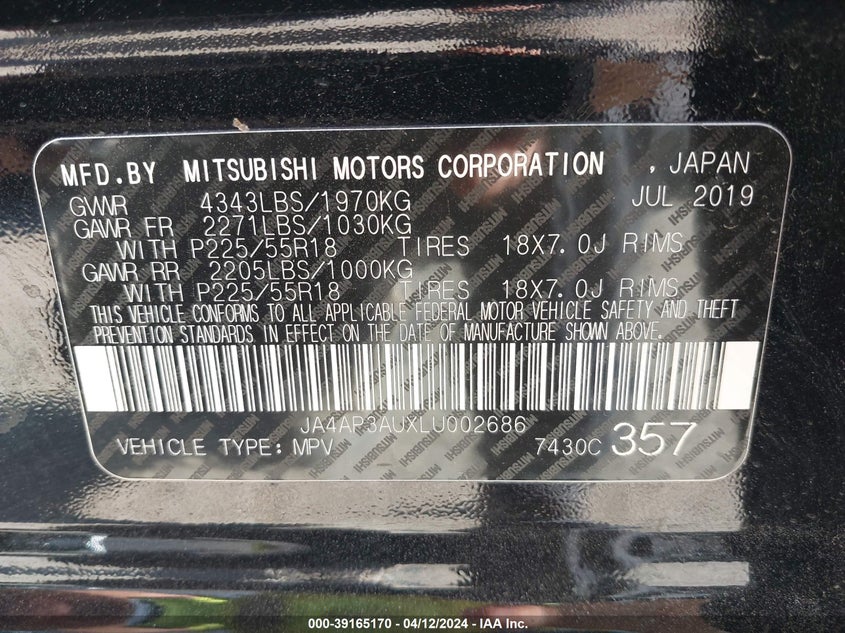 MFD.BY MITSUBISHI MOTORS CORPORATION , JAPAN
GVWR 4343LBS/1970KG JUL 2019
GAWR FR 2271LBS/1030KG
WITH P225/55R18 TIRES 18X7.0J RIMS
GAWR RR 2205LBS/1000KG
WITH P225/55R18 TIRES 18X7.0J RIMS
THIS VEHICLE CONFORMS TO ALL APPLICABLE FEDERAL MOTOR VEHICLE SAFETY AND THEFT
PREVENTION STANDARDS IN EFFECT ON THE DATE OF MANUFACTURE SHOWN ABOVE.
JA4AP3AUXLU002686
VEHICLE TYPE:MPV 7430C 357
000-39165170 - 04/12/2024 - IAA Inc.